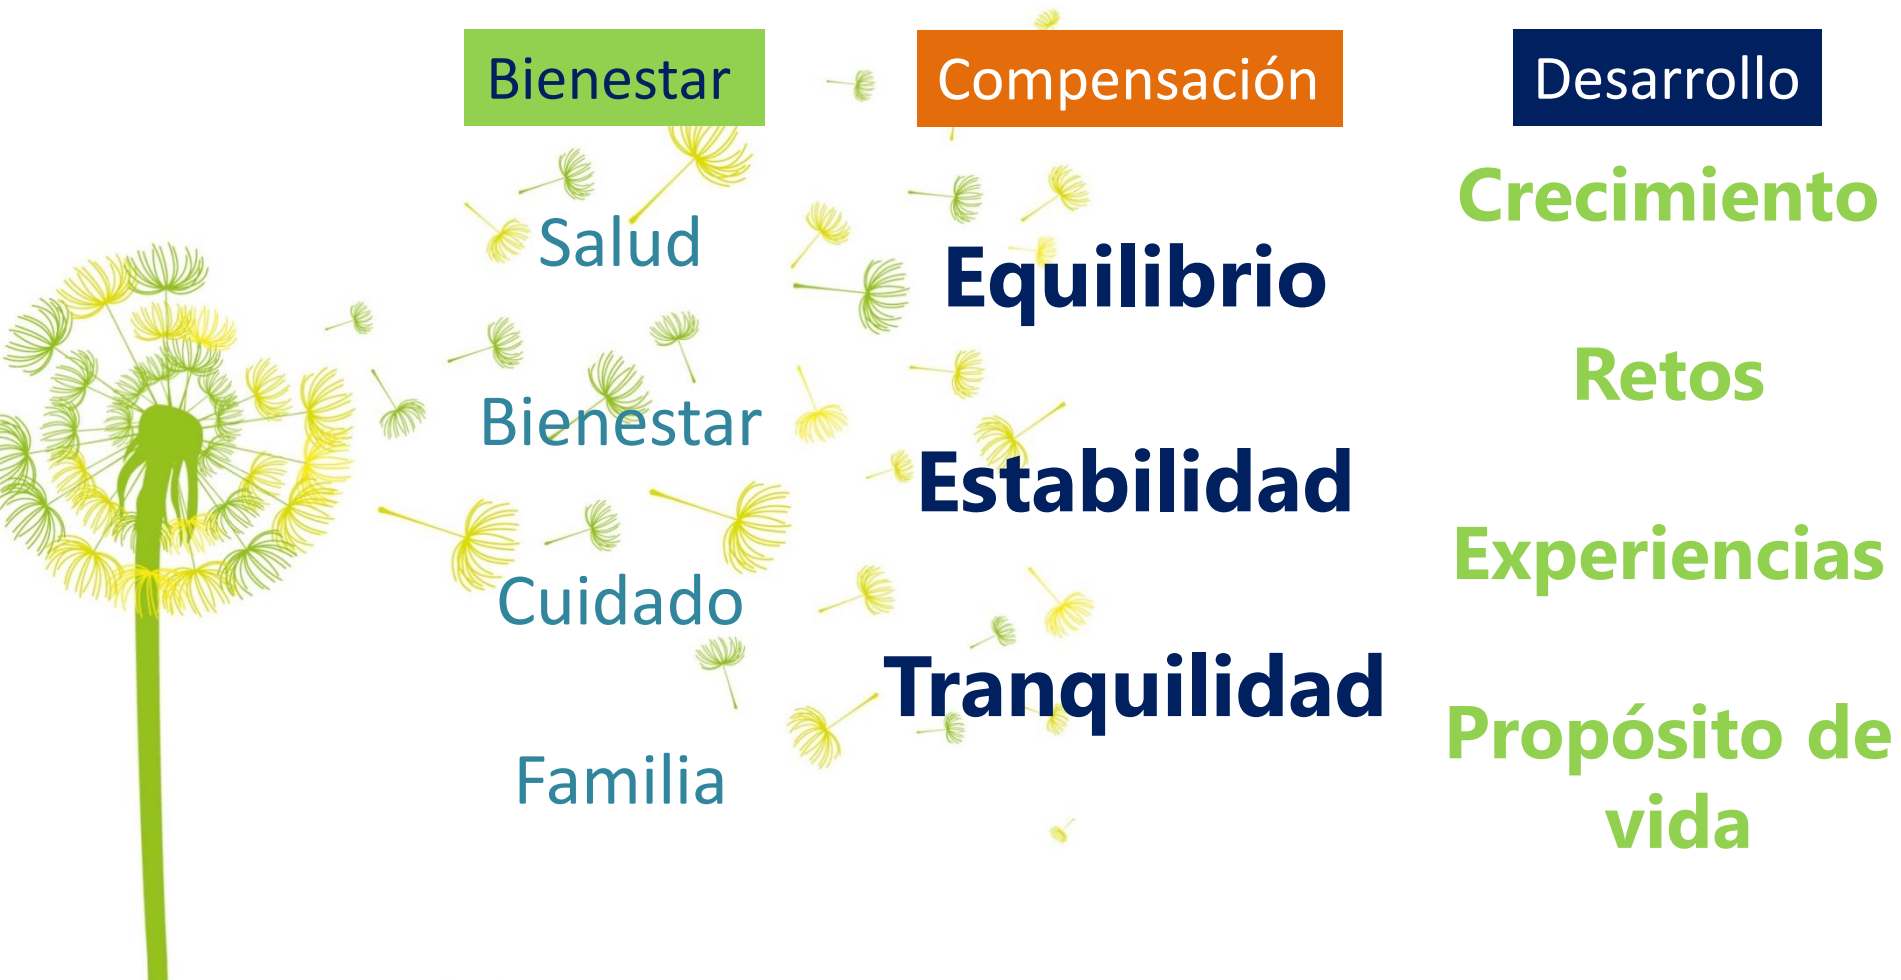 Bienestar
Salud
Bienestar
Cuidado
Familia
Compensación
Equilibrio
Estabilidad
Tranquilidad
Desarrollo
Crecimiento
Retos
Experiencias
Propósito de
vida